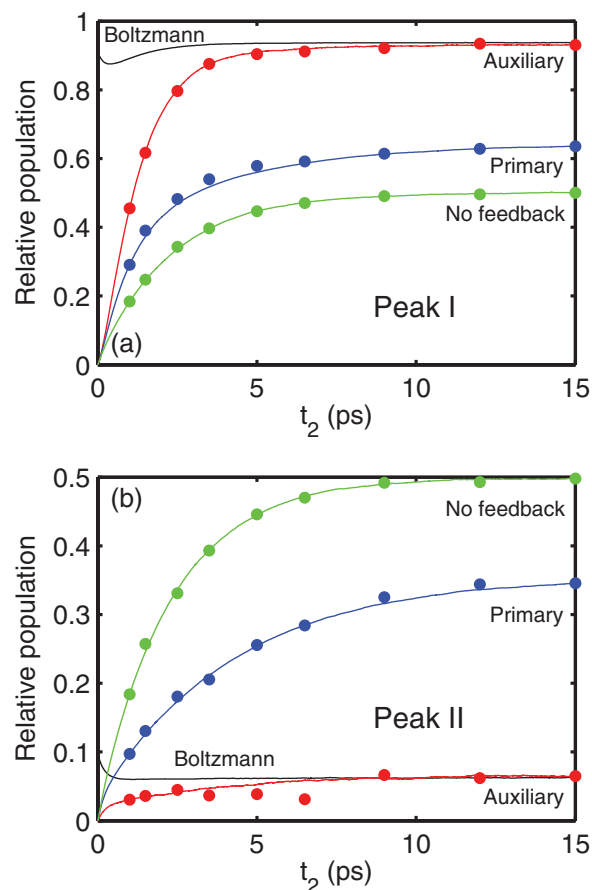 1
Boltzmann
0.8
Auxiliary
0.6
Primary
0.4
No feedback
0.2
Peak I
(a)
0
0
5
10
15
Relative population
t2 (ps)
0.5
(b)
No feedback
0.4
Primary
0.3
0.2
Peak II
0.1
Boltzmann
Auxiliary
0
0
5
10
15
Relative population
t2 (ps)